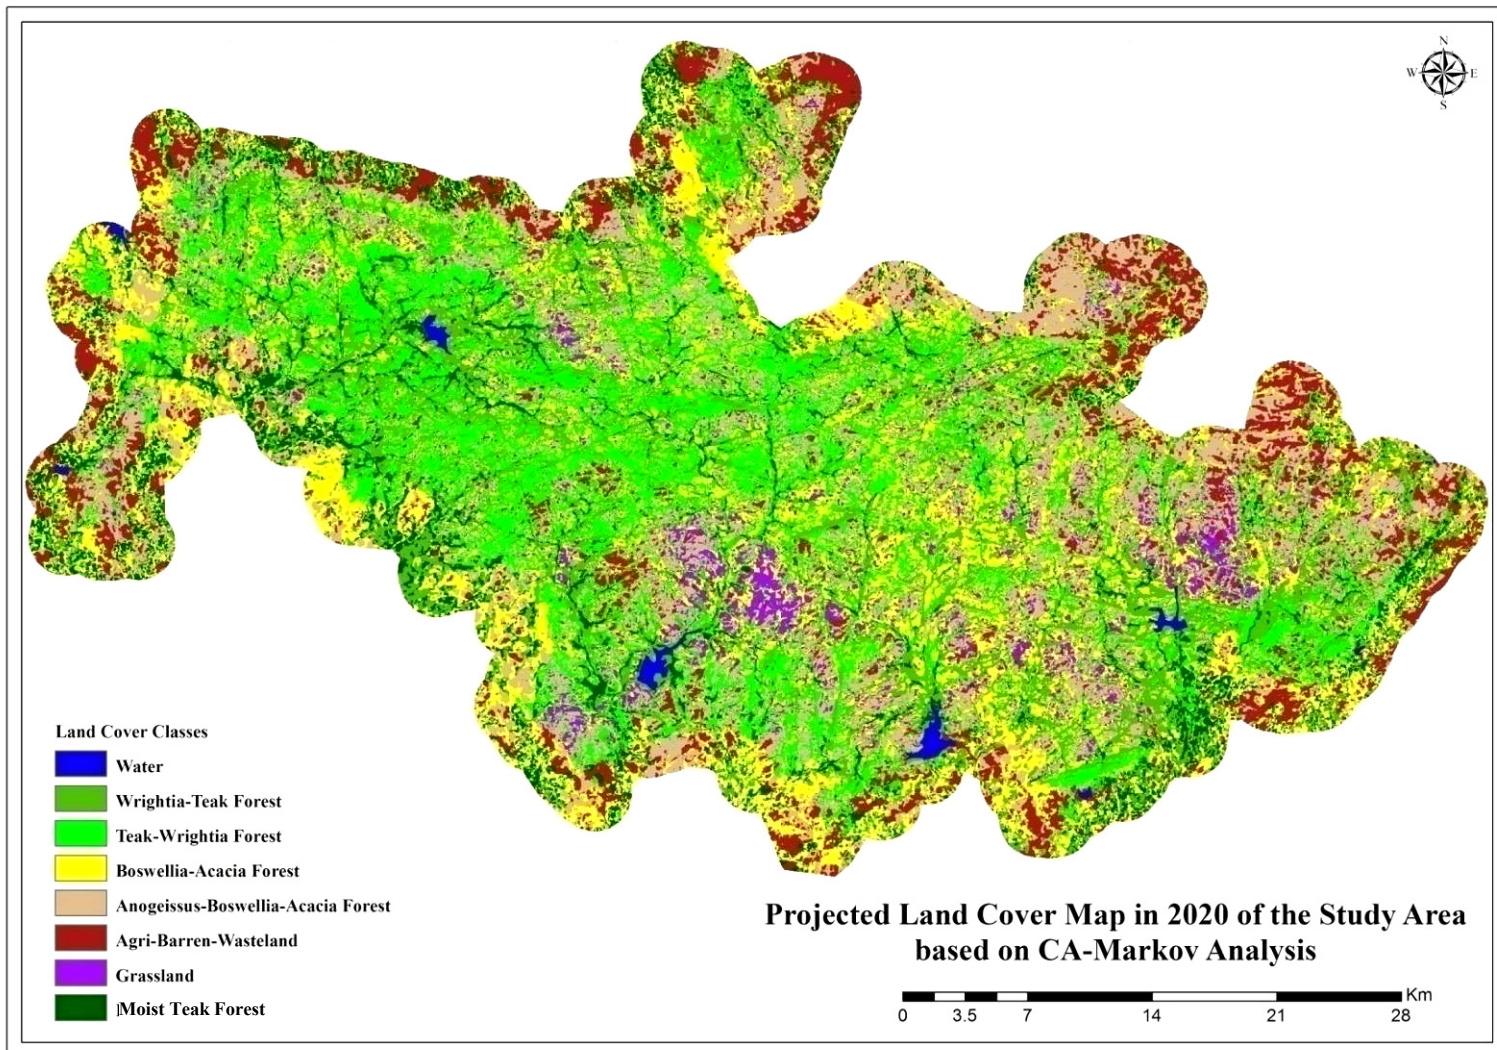 N
W E
S
Land Cover Classes
Water
Wrightia-Teak Forest
Teak-Wrightia Forest
Boswellia-Acacia Forest
Anogeissus-Boswellia-Acacia Forest
Agri-Barren-Wasteland
Grassland
Moist Teak Forest
Projected Land Cover Map in 2020 of the Study Area
based on CA-Markov Analysis
Km
0 3.5 7 14 21 28